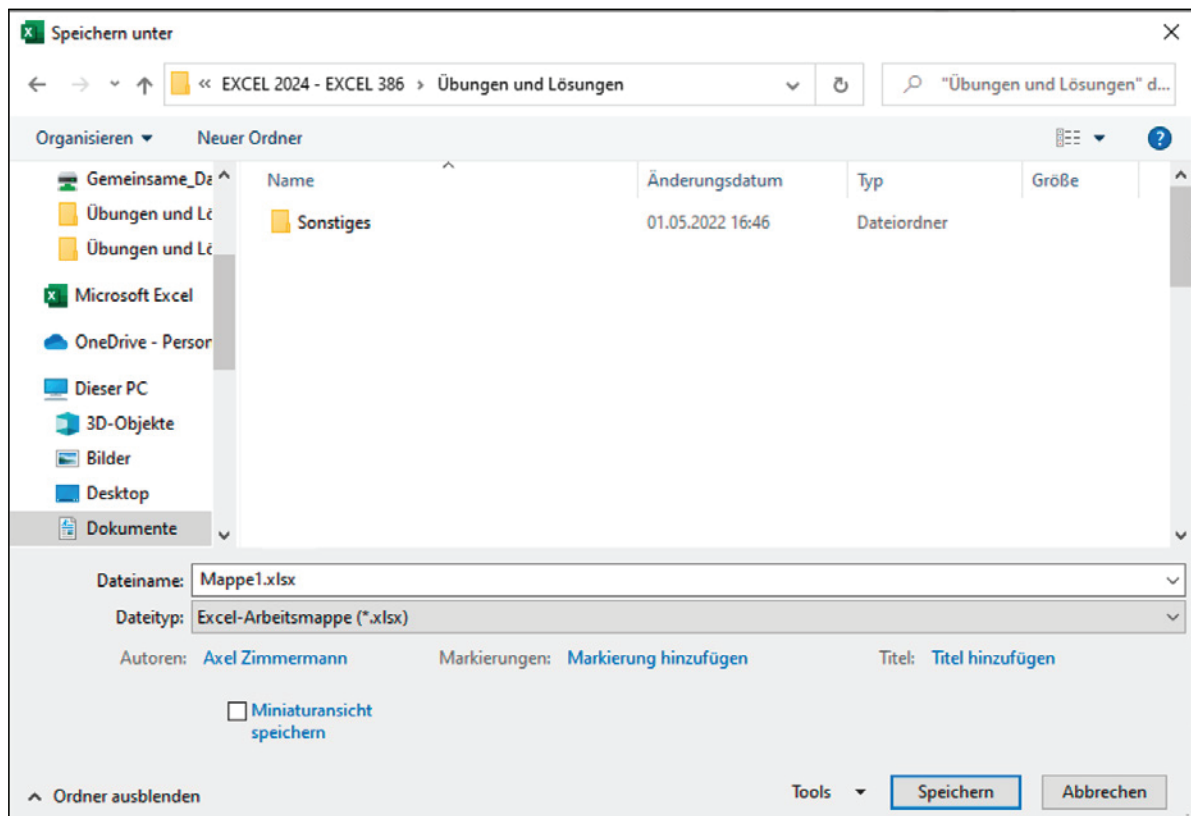 Speichern unter
« EXCEL 2024 - EXCEL 386 › Übungen und Lösungen
"Übungen und Lösungen" d...
Organisieren
Neuer Ordner
Gemeinsame_Da
Übungen und Lö
Übungen und Lö
Microsoft Excel
OneDrive - Person
Dieser PC
3D-Objekte
Bilder
Desktop
Dokumente
Name Änderungsdatum Typ Größe
Sonstiges 01.05.2022 16:46 Dateiordner
Dateiname: Mappe1.xlsx
Dateityp: Excel-Arbeitsmappe (*.xlsx)
Autoren: Axel Zimmermann Markierungen: Markierung hinzufügen Titel: Titel hinzufügen
Miniaturansicht
speichern
Ordner ausblenden
Tools Speichern Abbrechen